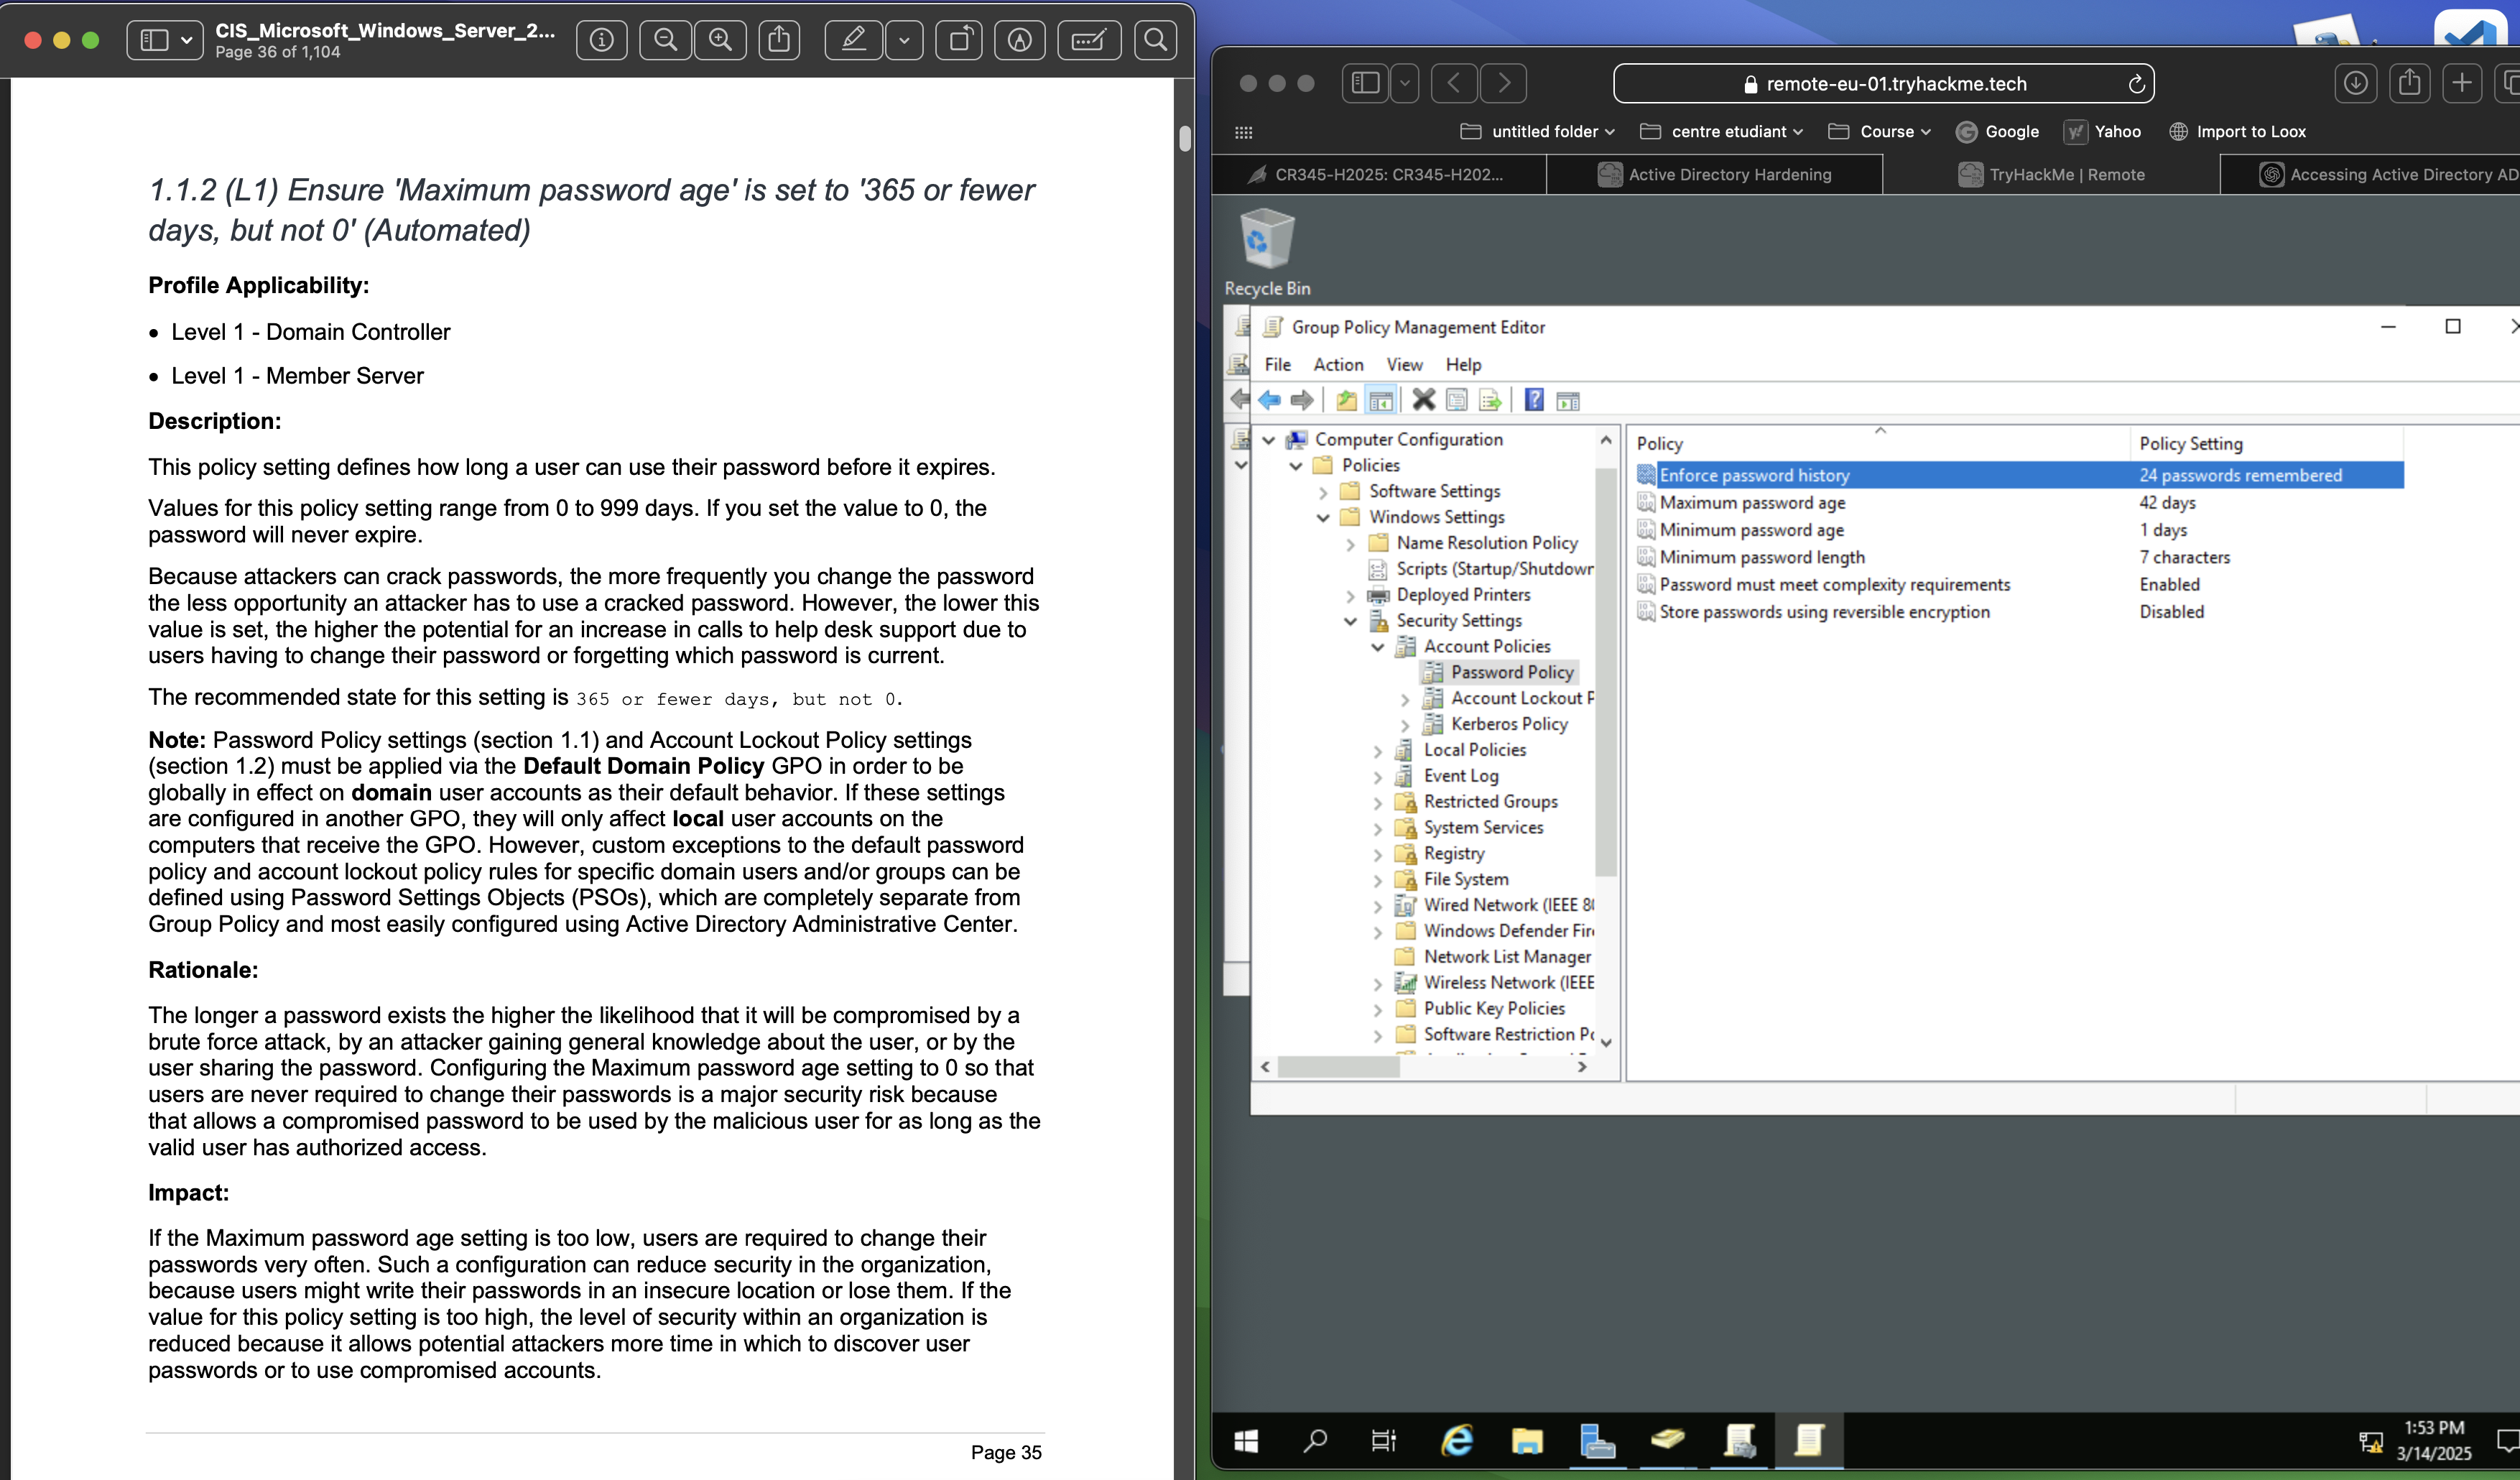 CIS_Microsoft_Windows_Server_2...
Page 36 of 1,104
1.1.2 (L1) Ensure 'Maximum password age' is set to '365 or fewer
days, but not 0' (Automated)
Profile Applicability:
• Level 1 - Domain Controller
• Level 1 - Member Server
Description:
This policy setting defines how long a user can use their password before it expires.
Values for this policy setting range from 0 to 999 days. If you set the value to 0, the
password will never expire.
Because attackers can crack passwords, the more frequently you change the password
the less opportunity an attacker has to use a cracked password. However, the lower this
value is set, the higher the potential for an increase in calls to help desk support due to
users having to change their password or forgetting which password is current.
The recommended state for this setting is 365 or fewer days, but not 0.
Note: Password Policy settings (section 1.1) and Account Lockout Policy settings
(section 1.2) must be applied via the Default Domain Policy GPO in order to be
globally in effect on domain user accounts as their default behavior. If these settings
are configured in another GPO, they will only affect local user accounts on the
computers that receive the GPO. However, custom exceptions to the default password
policy and account lockout policy rules for specific domain users and/or groups can be
defined using Password Settings Objects (PSOs), which are completely separate from
Group Policy and most easily configured using Active Directory Administrative Center.
Rationale:
The longer a password exists the higher the likelihood that it will be compromised by a
brute force attack, by an attacker gaining general knowledge about the user, or by the
user sharing the password. Configuring the Maximum password age setting to 0 so that
users are never required to change their passwords is a major security risk because
that allows a compromised password to be used by the malicious user for as long as the
valid user has authorized access.
Impact:
If the Maximum password age setting is too low, users are required to change their
passwords very often. Such a configuration can reduce security in the organization,
because users might write their passwords in an insecure location or lose them. If the
value for this policy setting is too high, the level of security within an organization is
reduced because it allows potential attackers more time in which to discover user
passwords or to use compromised accounts.
Page 35
remote-eu-01.tryhackme.tech
untitled folder centre etudiant Course Google Yahoo Import to Loox
CR345-H2025: CR345-H202... Active Directory Hardening TryHackMe | Remote Accessing Active Directory AD
Recycle Bin
Group Policy Management Editor
File Action View Help
Computer Configuration
Policies
Software Settings
Windows Settings
Name Resolution Policy
Scripts (Startup/Shutdown
Deployed Printers
Security Settings
Account Policies
Password Policy
Account Lockout P
Kerberos Policy
Local Policies
Event Log
Restricted Groups
System Services
Registry
File System
Wired Network (IEEE 80
Windows Defender Fir
Network List Manager
Wireless Network (IEEE
Public Key Policies
Software Restriction Po
Policy Policy Setting
Enforce password history 24 passwords remembered
Maximum password age 42 days
Minimum password age 1 days
Minimum password length 7 characters
Password must meet complexity requirements Enabled
Store passwords using reversible encryption Disabled
1:53 PM
3/14/2025